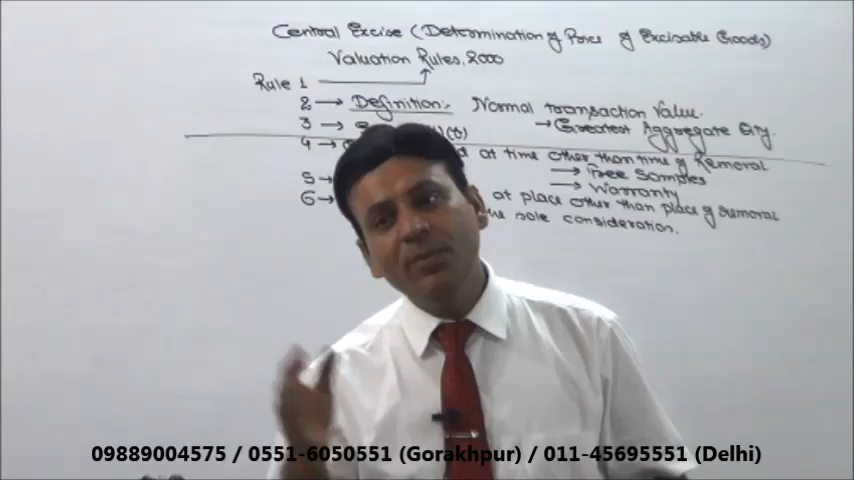 Central Excise (Determination of Price of Excisable Goods)
Valuation Rules, 2000
Rule 1
2 → Definition:- Normal transaction Value.
→ Greatest Aggregate Qty.
3 →
4 → at time other than time of Removal
→ Free Samples
→ Warranty
5 → at place other than place of removal
6 → sole consideration.
09889004575 / 0551-6050551 (Gorakhpur) / 011-45695551 (Delhi)